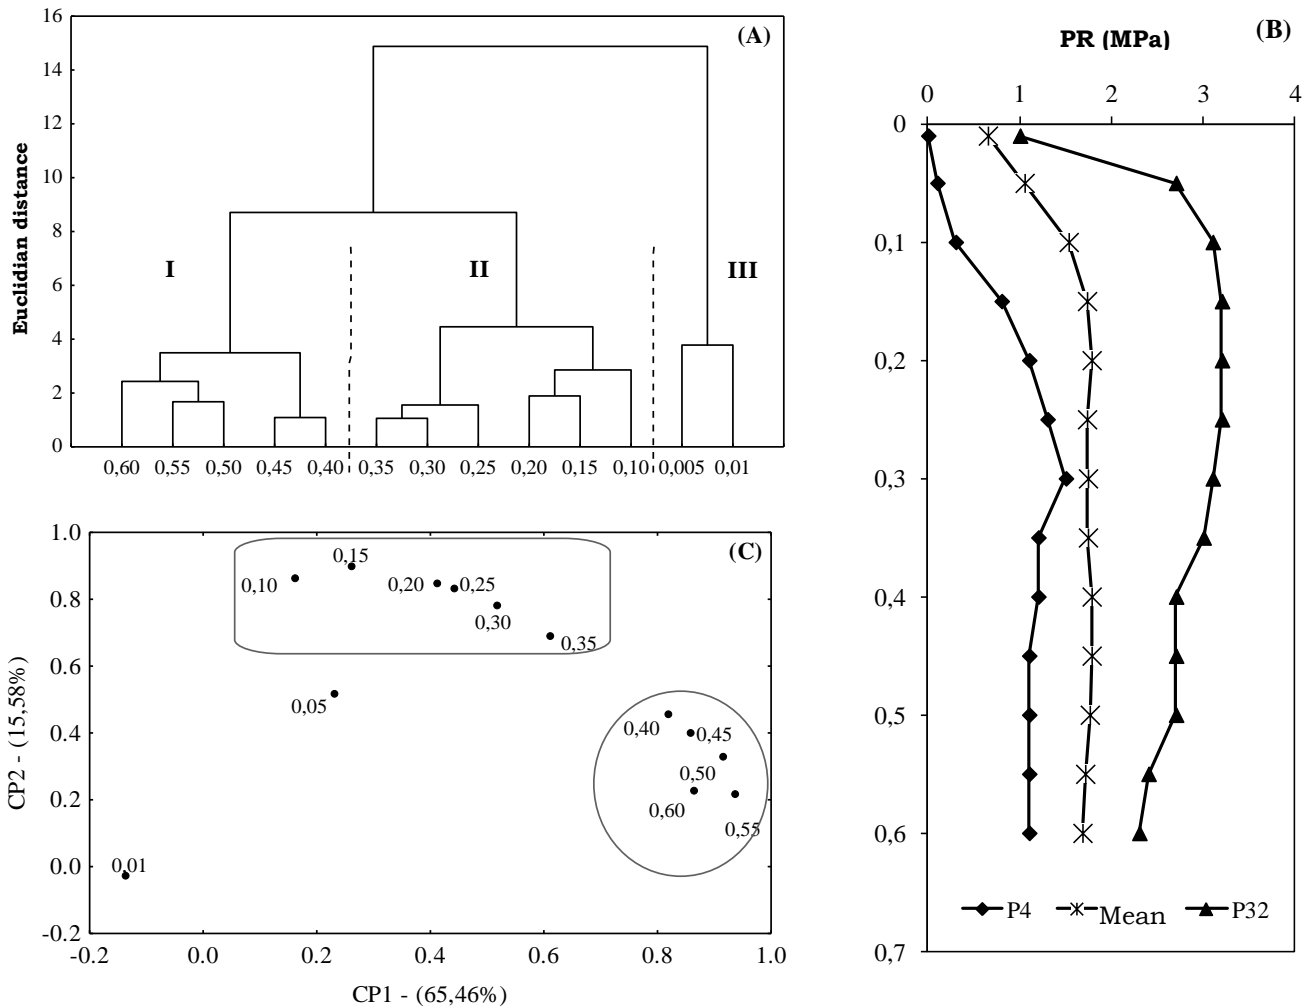 (A)
16
14
12
10
8
6
4
2
0
Euclidian distance
I
II
III
0,60 0,55 0,50 0,45 0,40 0,35 0,30 0,25 0,20 0,15 0,10 0,005 0,01
(B)
PR (MPa)
0 1 2 3 4
0
0,1
0,2
0,3
0,4
0,5
0,6
0,7
P4 Mean P32
(C)
1.0
0.8
0.6
0.4
0.2
0.0
-0.2
CP2 - (15,58%)
0,15
0,10
0,20
0,25
0,30
0,35
0,05
0,40
0,45
0,50
0,60
0,55
0,01
-0.2 0.0 0.2 0.4 0.6 0.8 1.0
CP1 - (65,46%)